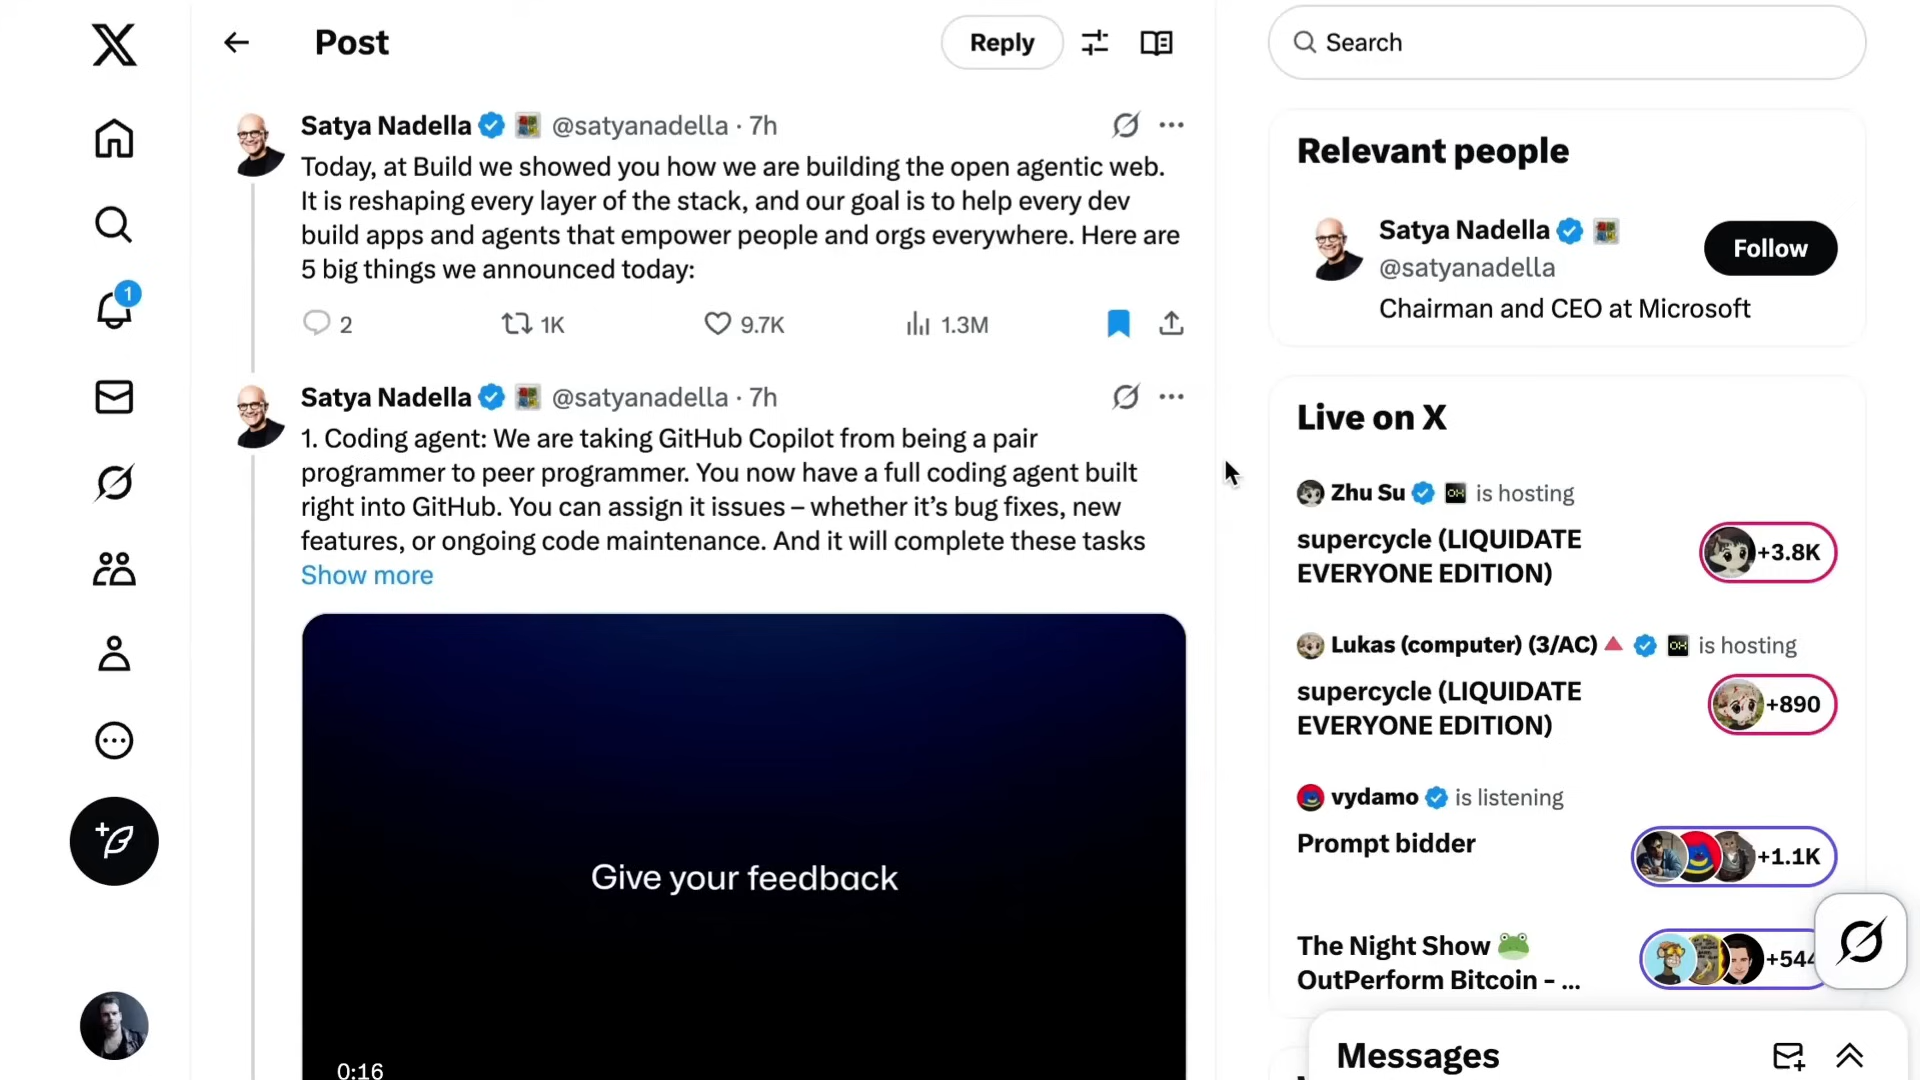 Post
Reply
Search
Satya Nadella @satyanadella · 7h
Today, at Build we showed you how we are building the open agentic web.
It is reshaping every layer of the stack, and our goal is to help every dev
build apps and agents that empower people and orgs everywhere. Here are
5 big things we announced today:
2 1K 9.7K 1.3M
Satya Nadella @satyanadella · 7h
1. Coding agent: We are taking GitHub Copilot from being a pair
programmer to peer programmer. You now have a full coding agent built
right into GitHub. You can assign it issues – whether it’s bug fixes, new
features, or ongoing code maintenance. And it will complete these tasks
Show more
Give your feedback
0:16
1
Relevant people
Satya Nadella
@satyanadella
Follow
Chairman and CEO at Microsoft
Live on X
Zhu Su is hosting
supercycle (LIQUIDATE
EVERYONE EDITION)
+3.8K
Lukas (computer) (3/AC) is hosting
supercycle (LIQUIDATE
EVERYONE EDITION)
+890
vydamo is listening
Prompt bidder
+1.1K
The Night Show 🐸
OutPerform Bitcoin - ...
+544
Messages